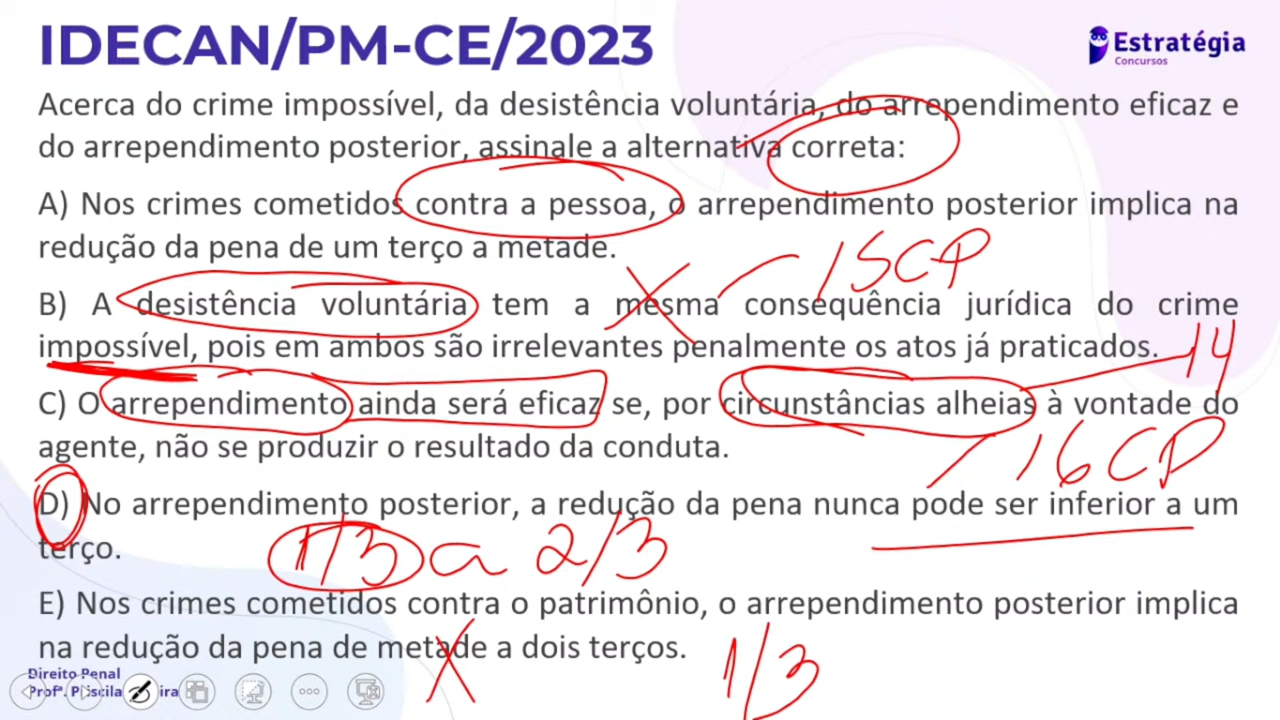 IDECAN/PM-CE/2023
Estratégia
Concursos
Acerca do crime impossível, da desistência voluntária, do arrependimento eficaz e
do arrependimento posterior, assinale a alternativa correta:
A) Nos crimes cometidos contra a pessoa, o arrependimento posterior implica na
redução da pena de um terço a metade.
15CP
B) A desistência voluntária tem a mesma consequência jurídica do crime
impossível, pois em ambos são irrelevantes penalmente os atos já praticados.
14
C) O arrependimento ainda será eficaz se, por circunstâncias alheias à vontade do
agente, não se produzir o resultado da conduta.
16CP
D) No arrependimento posterior, a redução da pena nunca pode ser inferior a um
terço.
1/3 a 2/3
E) Nos crimes cometidos contra o patrimônio, o arrependimento posterior implica
na redução da pena de metade a dois terços.
X
1/3
Direito Penal
Profª.